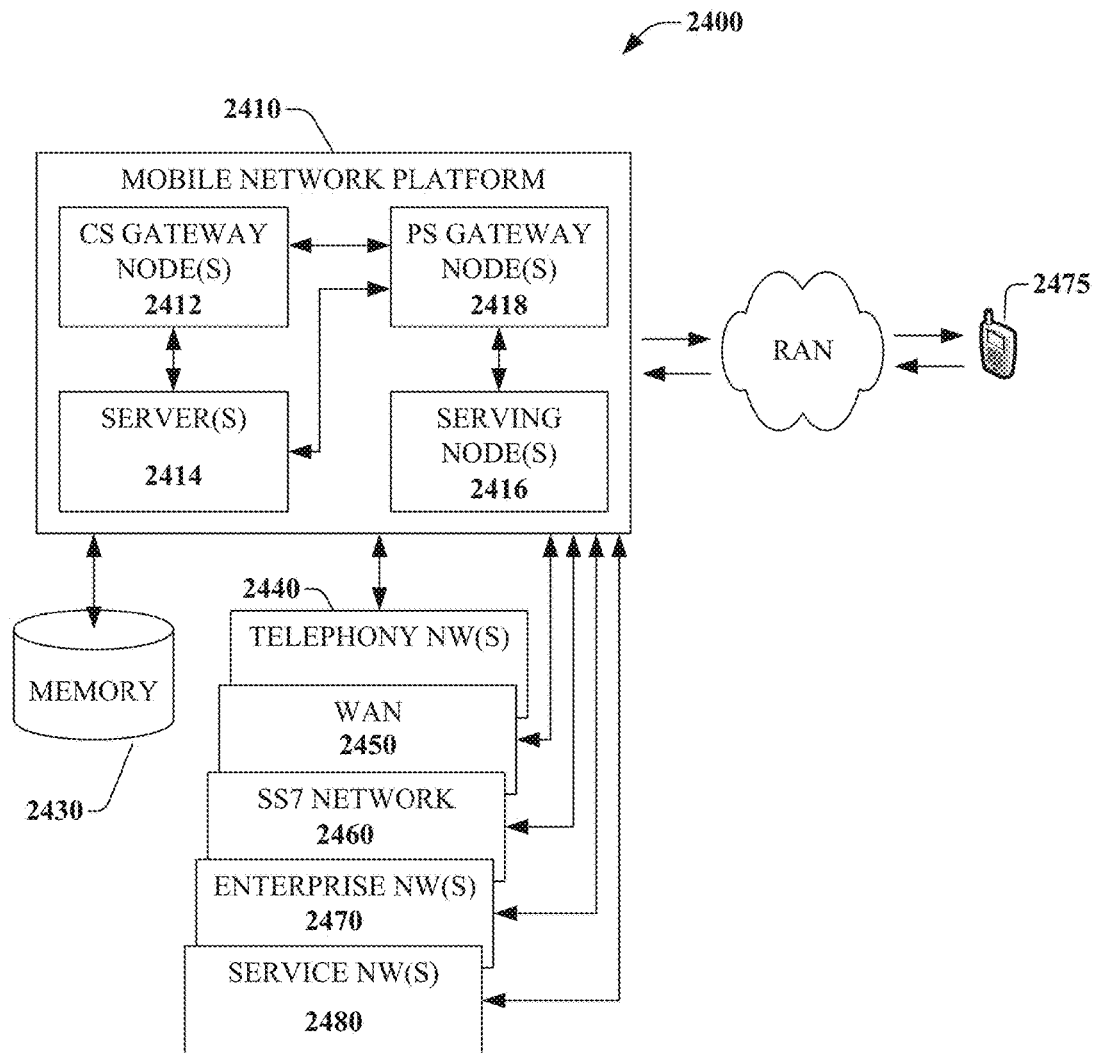 2400
2410
MOBILE NETWORK PLATFORM
CS GATEWAY
NODE(S)
2412
PS GATEWAY
NODE(S)
2418
SERVER(S)
2414
SERVING
NODE(S)
2416
RAN
2475
2440
TELEPHONY NW(S)
MEMORY
2430
WAN
2450
SS7 NETWORK
2460
ENTERPRISE NW(S)
2470
SERVICE NW(S)
2480